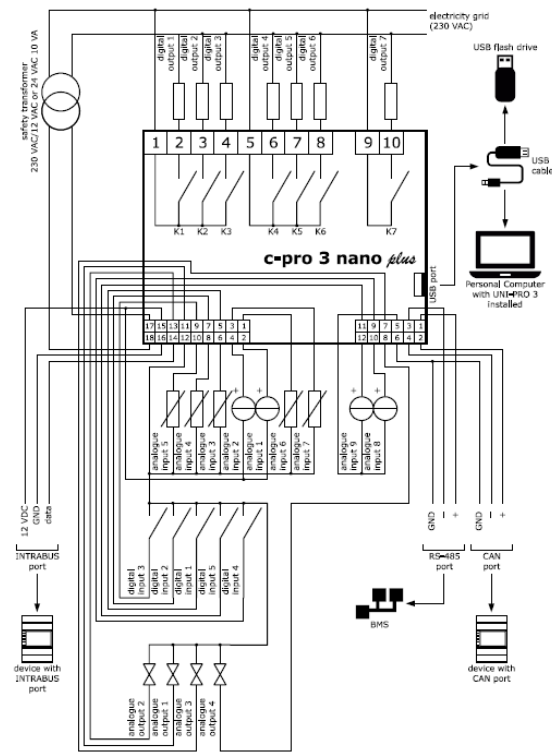 electricity grid
(230 VAC)
USB flash drive
safety transformer
230 VAC/12 VAC or 24 VAC 10 VA
digital
output 1
digital
output 2
digital
output 3
digital
output 4
digital
output 5
digital
output 6
digital
output 7
USB
cable
1 2 3 4 5 6 7 8 9 10
K1 K2 K3 K4 K5 K6 K7
c-pro 3 nano plus
USB port
Personal Computer
with UNI-PRO 3
installed
17 15 13 11 9 7 5 3 1
18 16 14 12 10 8 6 4 2
11 9 7 5 3 1
12 10 8 6 4 2
analogue
input 5
analogue
input 4
analogue
input 3
analogue
input 2
analogue
input 1
analogue
input 6
analogue
input 7
analogue
input 9
analogue
input 8
+ +
+ +
12 VDC
GND
data
GND
–
+
GND
–
+
INTRABUS
port
RS-485
port
CAN
port
digital
input 3
digital
input 2
digital
input 1
digital
input 5
digital
input 4
BMS
device with
INTRABUS
port
device with
CAN port
analogue
output 2
analogue
output 1
analogue
output 3
analogue
output 4